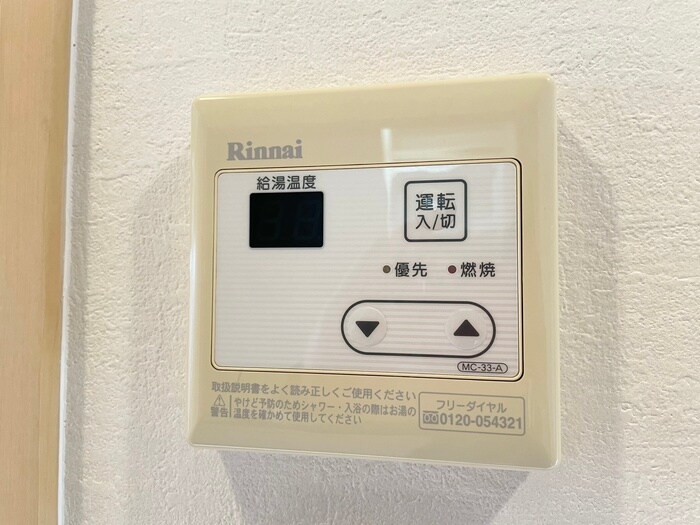 Rinnai
給湯温度
運転
入/切
優先
燃焼
MC-33-A
取扱説明書をよく読み正しくご使用ください
警告
やけど予防のためシャワー・入浴の際はお湯の
温度を確かめて使用してください
フリーダイヤル
0120-054321